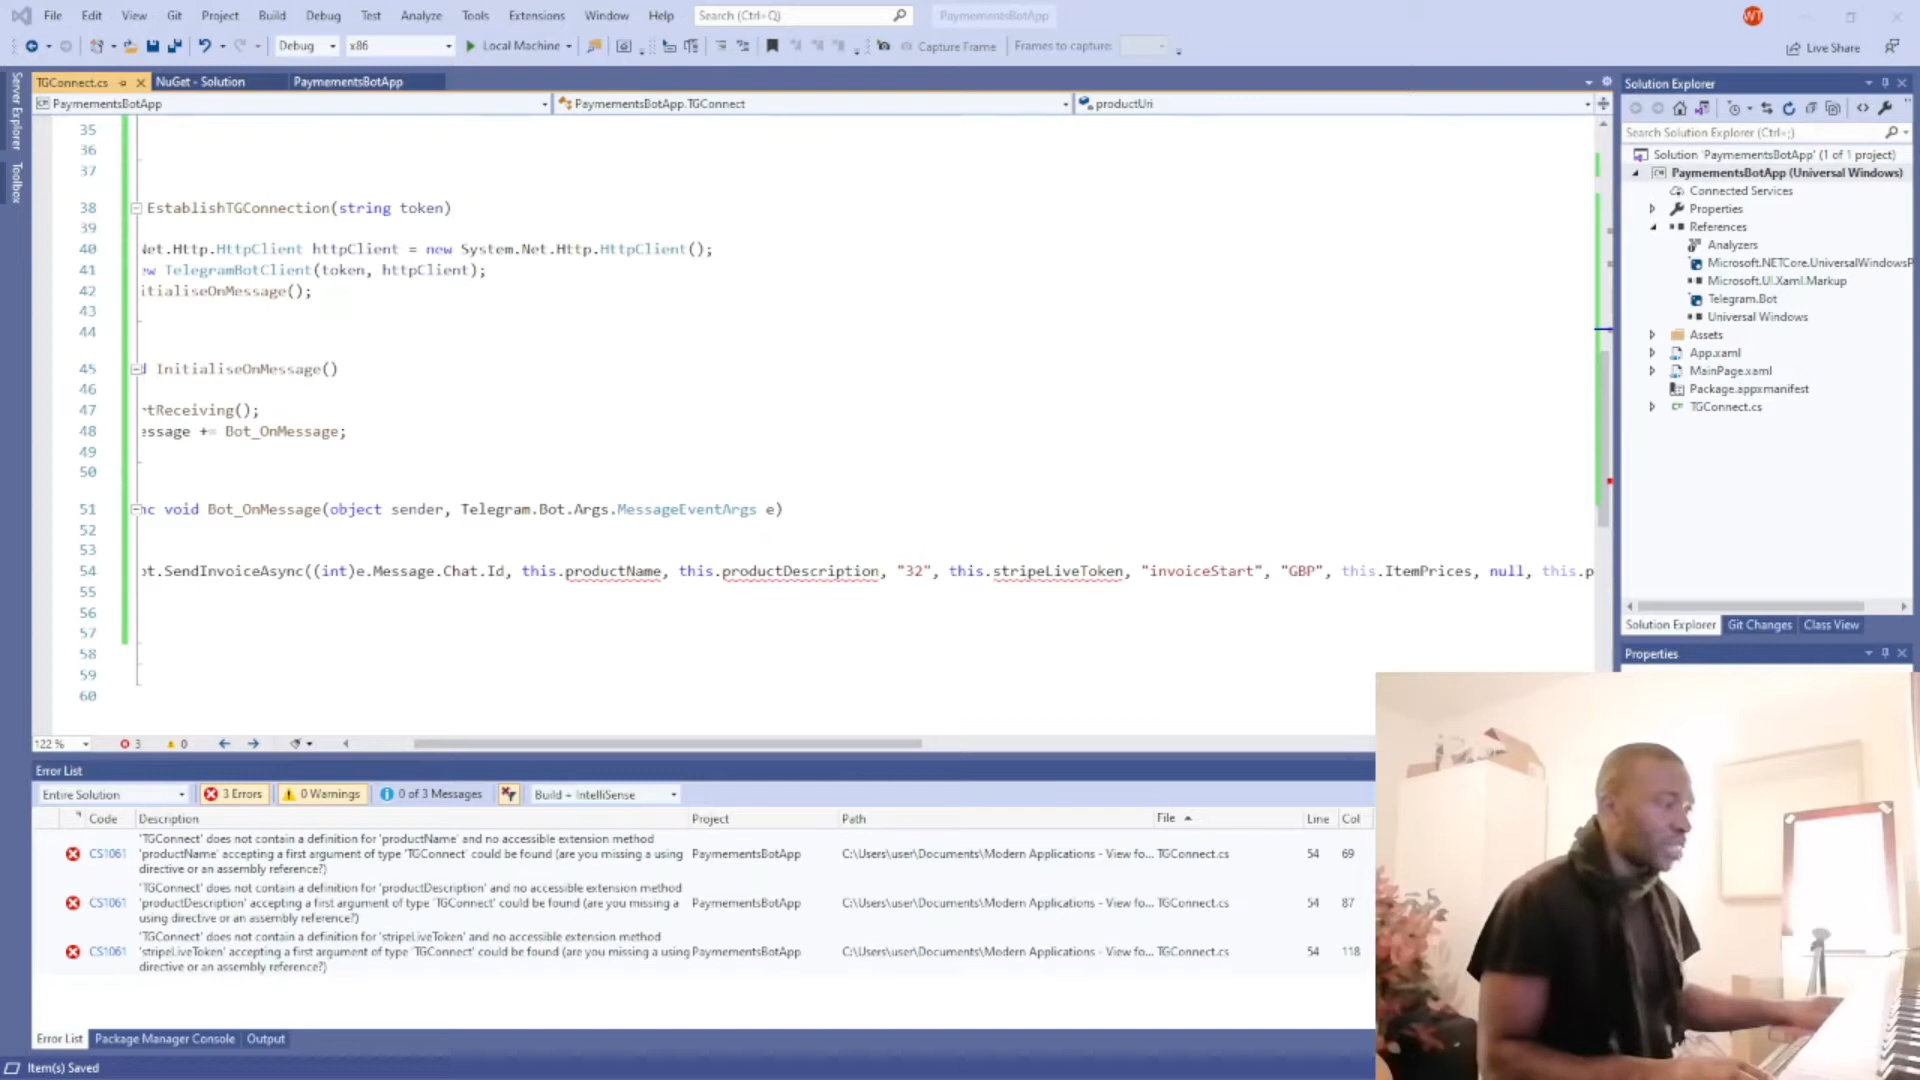 File Edit View Git Project Build Debug Test Analyze Tools Extensions Window Help Search (Ctrl+Q) PaymementsBotApp WT
Debug x86 Local Machine Capture Frame Frames to capture: Live Share
Server Explorer
Toolbox
TGConnect.cs NuGet - Solution PaymementsBotApp
PaymementsBotApp PaymementsBotApp.TGConnect productUri
35
36
37
38 EstablishTGConnection(string token)
39
40 Net.Http.HttpClient httpClient = new System.Net.Http.HttpClient();
41 ew TelegramBotClient(token, httpClient);
42 itialiseOnMessage();
43
44
45 d InitialiseOnMessage()
46
47 rtReceiving();
48 essage += Bot_OnMessage;
49
50
51 nc void Bot_OnMessage(object sender, Telegram.Bot.Args.MessageEventArgs e)
52
53
54 ot.SendInvoiceAsync((int)e.Message.Chat.Id, this.productName, this.productDescription, "32", this.stripeLiveToken, "invoiceStart", "GBP", this.ItemPrices, null, this.p
55
56
57
58
59
60
122 % 3 0
Solution Explorer
Search Solution Explorer (Ctrl+;)
Solution 'PaymementsBotApp' (1 of 1 project)
PaymementsBotApp (Universal Windows)
Connected Services
Properties
References
Analyzers
Microsoft.NETCore.UniversalWindowsP
Microsoft.UI.Xaml.Markup
Telegram.Bot
Universal Windows
Assets
App.xaml
MainPage.xaml
Package.appxmanifest
TGConnect.cs
Solution Explorer Git Changes Class View
Properties
Error List
Entire Solution 3 Errors 0 Warnings 0 of 3 Messages Build + IntelliSense
Code Description Project Path File Line Col
'TGConnect' does not contain a definition for 'productName' and no accessible extension method
CS1061 'productName' accepting a first argument of type 'TGConnect' could be found (are you missing a using PaymementsBotApp C:\Users\user\Documents\Modern Applications - View fo... TGConnect.cs 54 69
directive or an assembly reference?)
'TGConnect' does not contain a definition for 'productDescription' and no accessible extension method
CS1061 'productDescription' accepting a first argument of type 'TGConnect' could be found (are you missing a PaymementsBotApp C:\Users\user\Documents\Modern Applications - View fo... TGConnect.cs 54 87
using directive or an assembly reference?)
'TGConnect' does not contain a definition for 'stripeLiveToken' and no accessible extension method
CS1061 'stripeLiveToken' accepting a first argument of type 'TGConnect' could be found (are you missing a using PaymementsBotApp C:\Users\user\Documents\Modern Applications - View fo... TGConnect.cs 54 118
directive or an assembly reference?)
Error List Package Manager Console Output
Item(s) Saved